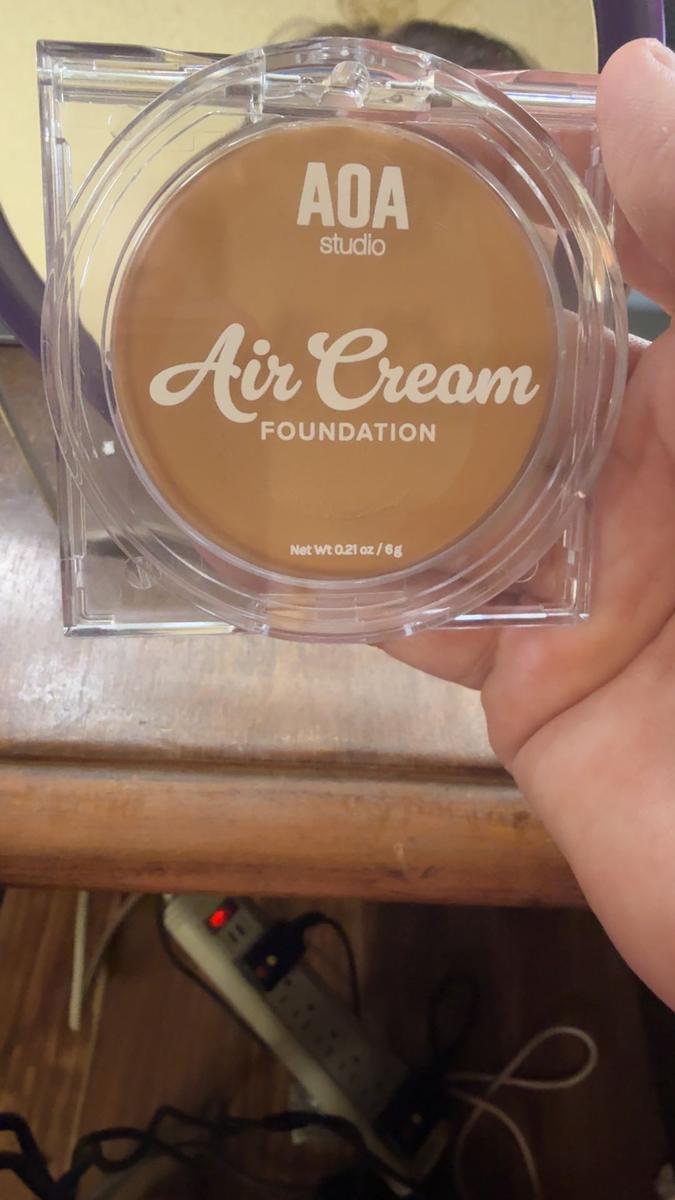 AOA
studio
Air Cream
FOUNDATION
Net Wt 0.21 oz / 6g